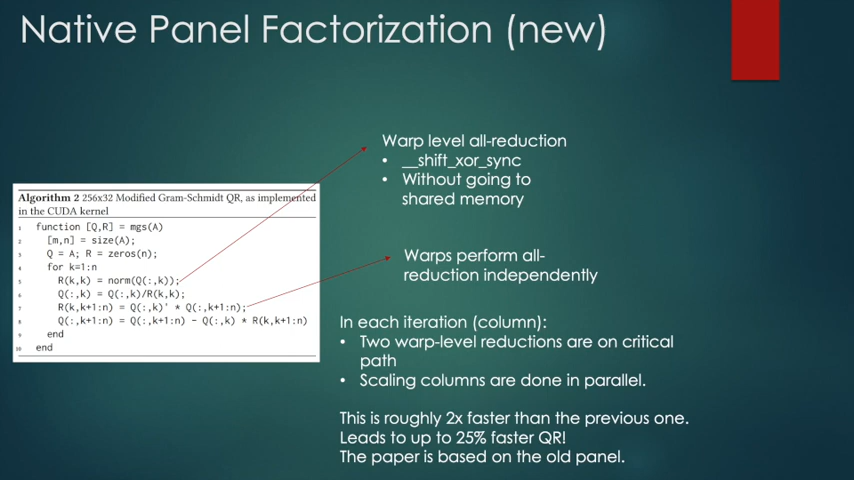 Native Panel Factorization (new)
Warp level all-reduction
• __shift_xor_sync
• Without going to
shared memory
Algorithm 2 256x32 Modified Gram-Schmidt QR, as implemented
in the CUDA kernel
1 function [Q,R] = mgs(A)
2 [m,n] = size(A);
3 Q = A; R = zeros(n);
4 for k=1:n
5 R(k,k) = norm(Q(:,k));
6 Q(:,k) = Q(:,k)/R(k,k);
7 R(k,k+1:n) = Q(:,k)' * Q(:,k+1:n);
8 Q(:,k+1:n) = Q(:,k+1:n) - Q(:,k) * R(k,k+1:n)
9 end
10 end
Warps perform all-
reduction independently
In each iteration (column):
• Two warp-level reductions are on critical
path
• Scaling columns are done in parallel.
This is roughly 2x faster than the previous one.
Leads to up to 25% faster QR!
The paper is based on the old panel.